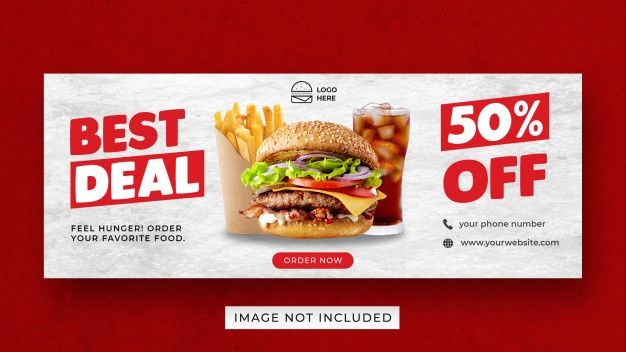 BEST
DEAL
FEEL HUNGER! ORDER
YOUR FAVORITE FOOD.
LOGO
HERE
ORDER NOW
50%
OFF
your phone number
www.yourwebsite.com
IMAGE NOT INCLUDED